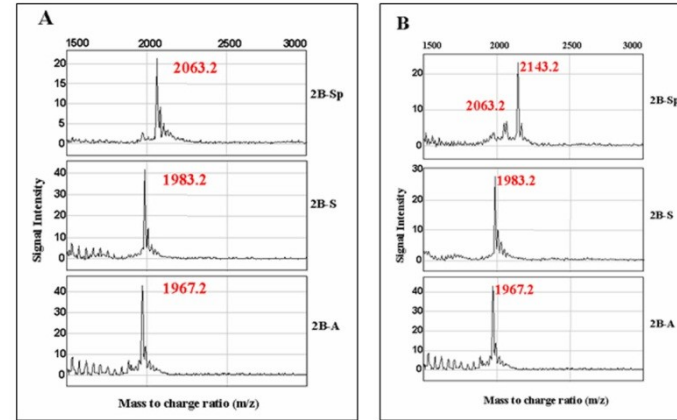 A
1500 2000 2500 3000
20
15
10
5
0
2063.2
2B-Sp
40
30
20
10
0
1983.2
2B-S
40
30
20
10
0
1967.2
2B-A
Signal Intensity
Mass to charge ratio (m/z)
B
1500 2000 2500 3000
20
10
0
2143.2
2063.2
2B-Sp
30
20
10
0
1983.2
2B-S
40
30
20
10
0
1967.2
2B-A
Signal Intensity
Mass to charge ratio (m/z)